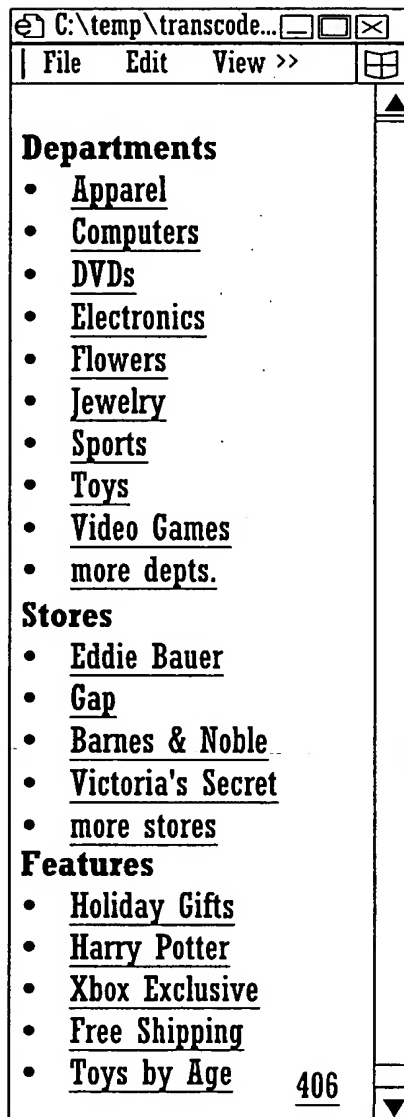 C:\temp\transcode...
File Edit View >>
Departments
• Apparel
• Computers
• DVDs
• Electronics
• Flowers
• Jewelry
• Sports
• Toys
• Video Games
• more depts.
Stores
• Eddie Bauer
• Gap
• Barnes & Noble
• Victoria's Secret
• more stores
Features
• Holiday Gifts
• Harry Potter
• Xbox Exclusive
• Free Shipping
• Toys by Age
406